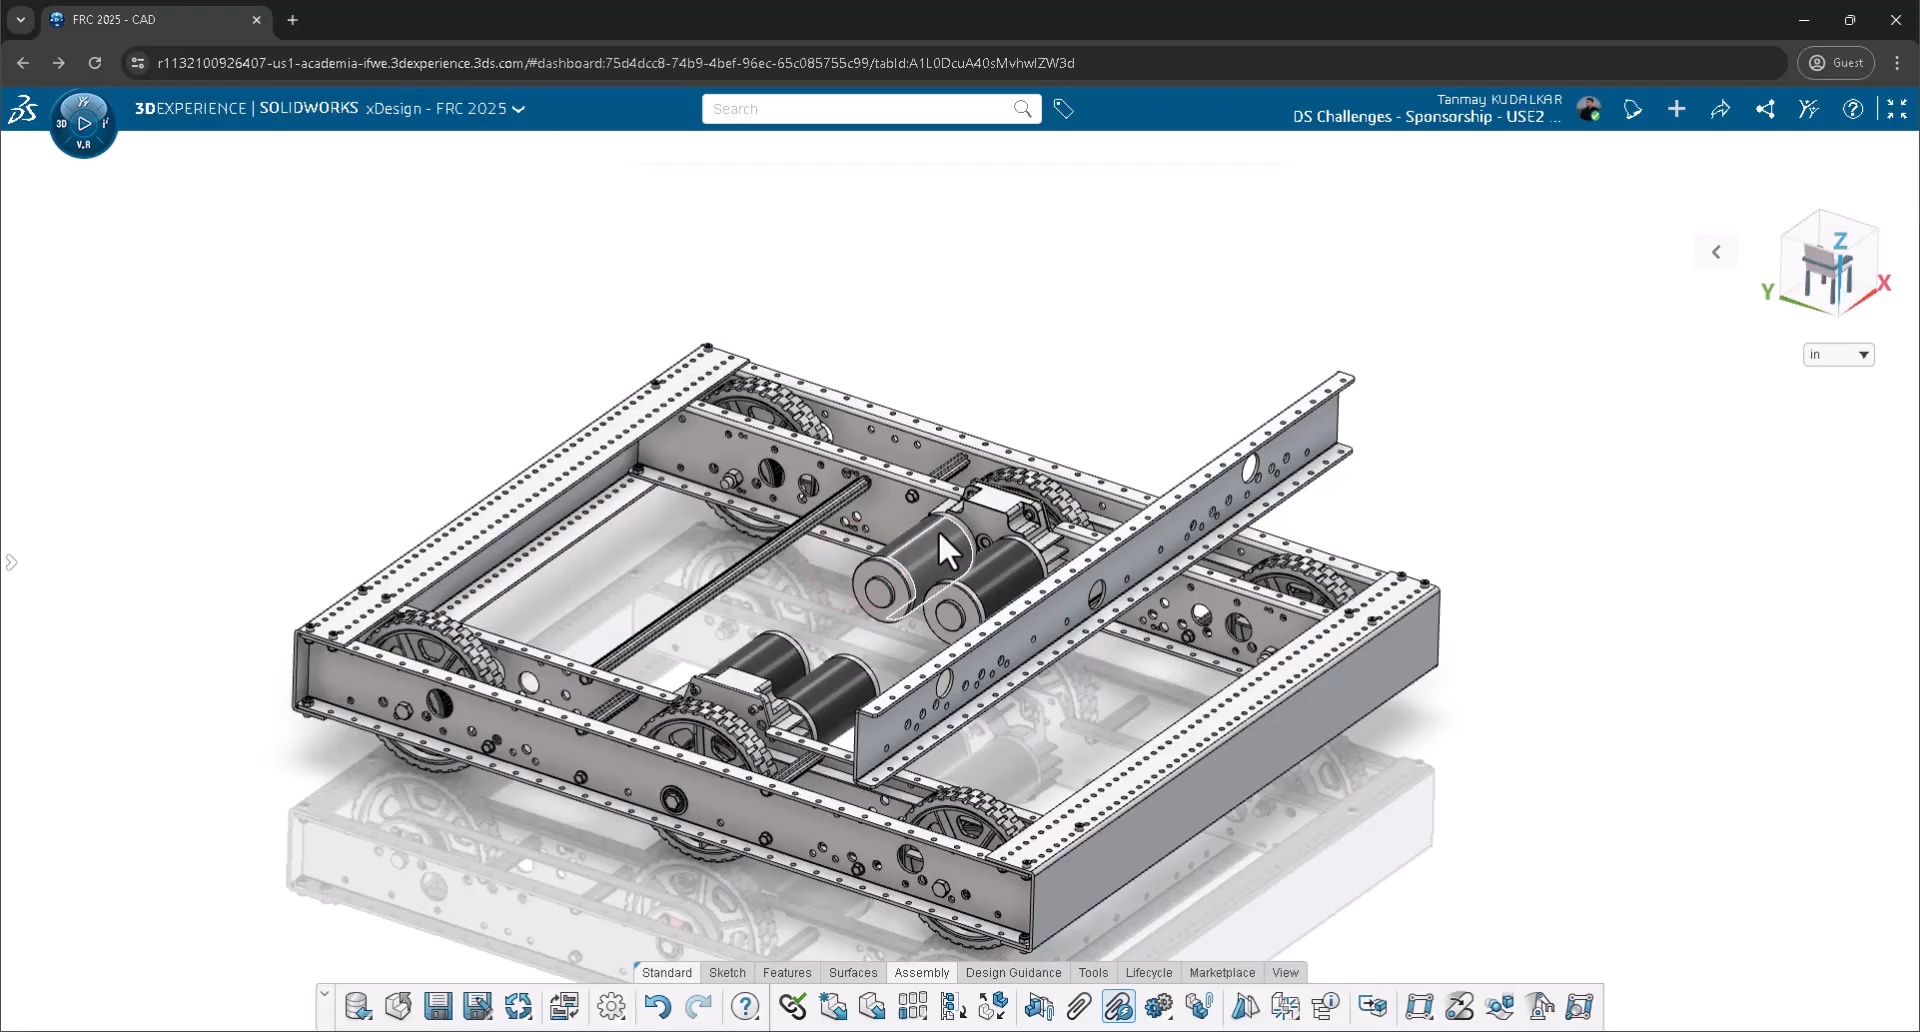 FRC 2025 - CAD
r1132100926407-us1-academia-ifwe.3dexperience.3ds.com/#dashboard:75d4dcc8-74b9-4bef-96ec-65c085755c99/tabId:A1L0DcuA40sMvhwIZW3d
Guest
3DEXPERIENCE | SOLIDWORKS xDesign - FRC 2025
Search
Tanmay KUDALKAR
DS Challenges - Sponsorship - USE2 ...
3D
V.R
Z
Y
X
in
Standard Sketch Features Surfaces Assembly Design Guidance Tools Lifecycle Marketplace View